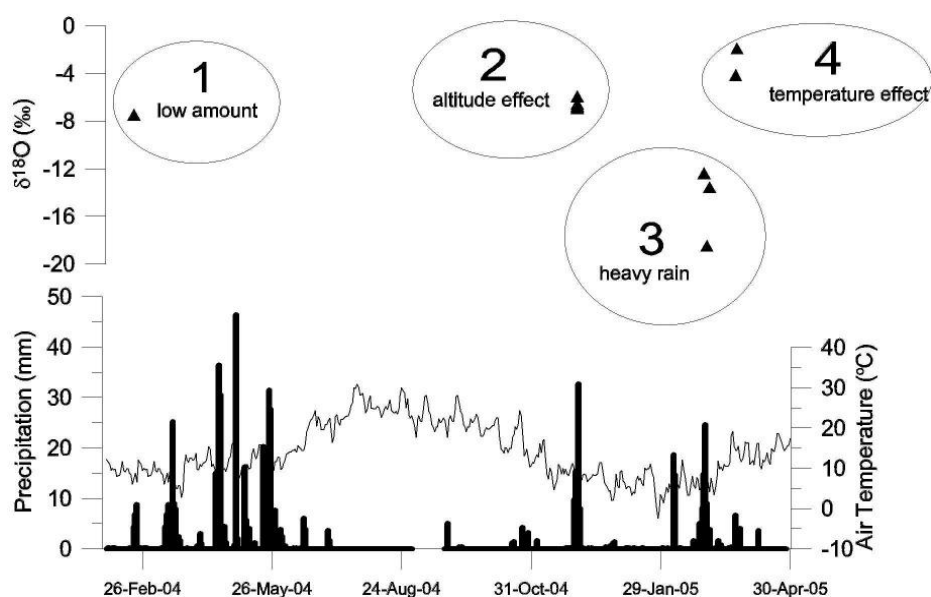 0
-4
-8
-12
-16
-20
δ18O (‰)
1
low amount
2
altitude effect
3
heavy rain
4
temperature effect
50
40
30
20
10
0
Precipitation (mm)
40
30
20
10
0
-10
Air Temperature (ºC)
26-Feb-04 26-May-04 24-Aug-04 31-Oct-04 29-Jan-05 30-Apr-05